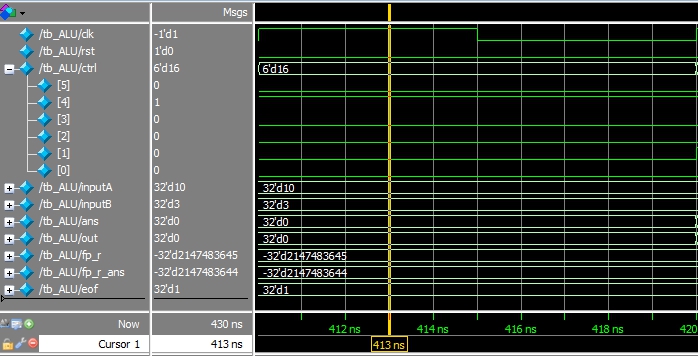 Msgs
/tb_ALU/clk -1'd1
/tb_ALU/rst 1'd0
/tb_ALU/ctrl 6'd16 6'd16
[5] 0
[4] 1
[3] 0
[2] 0
[1] 0
[0] 0
/tb_ALU/inputA 32'd10 32'd10
/tb_ALU/inputB 32'd3 32'd3
/tb_ALU/ans 32'd0 32'd0
/tb_ALU/out 32'd0 32'd0
/tb_ALU/fp_r -32'd2147483645 -32'd2147483645
/tb_ALU/fp_r_ans -32'd2147483644 -32'd2147483644
/tb_ALU/eof 32'd1 32'd1
Now 430 ns 412 ns 414 ns 416 ns 418 ns 420
Cursor 1 413 ns 413 ns